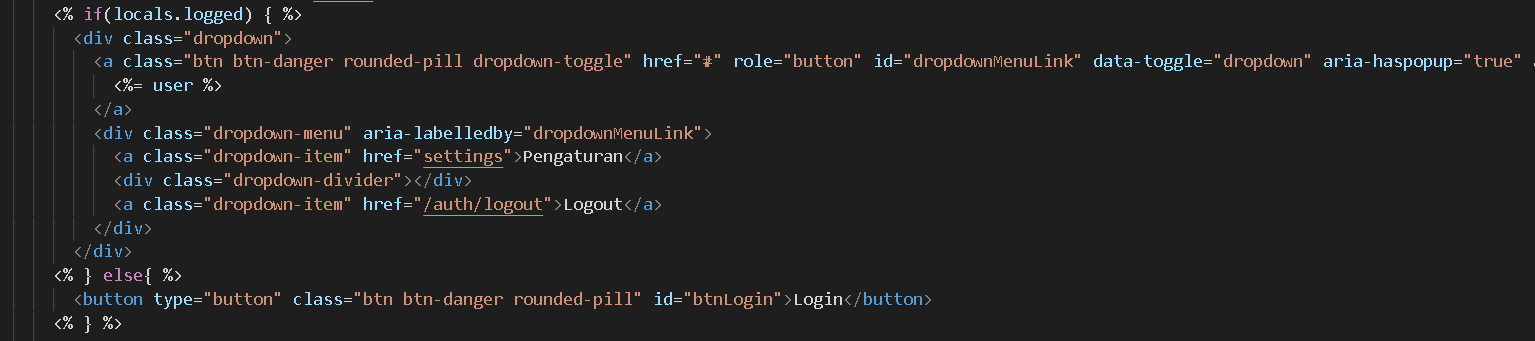 <% if(locals.logged) { %>
<div class="dropdown">
<a class="btn btn-danger rounded-pill dropdown-toggle" href="#" role="button" id="dropdownMenuLink" data-toggle="dropdown" aria-haspopup="true"
<%= user %>
</a>
<div class="dropdown-menu" aria-labelledby="dropdownMenuLink">
<a class="dropdown-item" href="settings">Pengaturan</a>
<div class="dropdown-divider"></div>
<a class="dropdown-item" href="/auth/logout">Logout</a>
</div>
</div>
<% } else{ %>
<button type="button" class="btn btn-danger rounded-pill" id="btnLogin">Login</button>
<% } %>